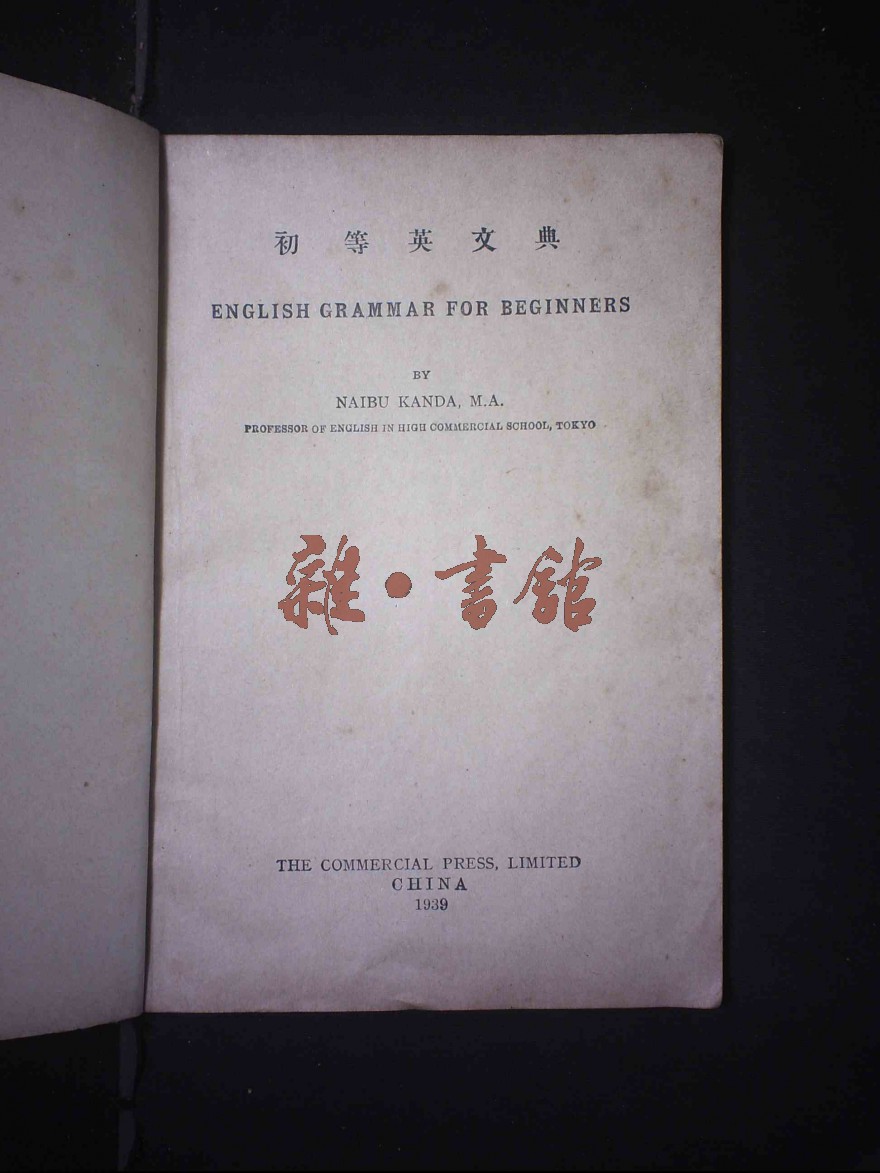 初等英文典
ENGLISH GRAMMAR FOR BEGINNERS
BY
NAIBU KANDA, M.A.
PROFESSOR OF ENGLISH IN HIGH COMMERCIAL SCHOOL, TOKYO
雜·書館
THE COMMERCIAL PRESS, LIMITED
CHINA
1939